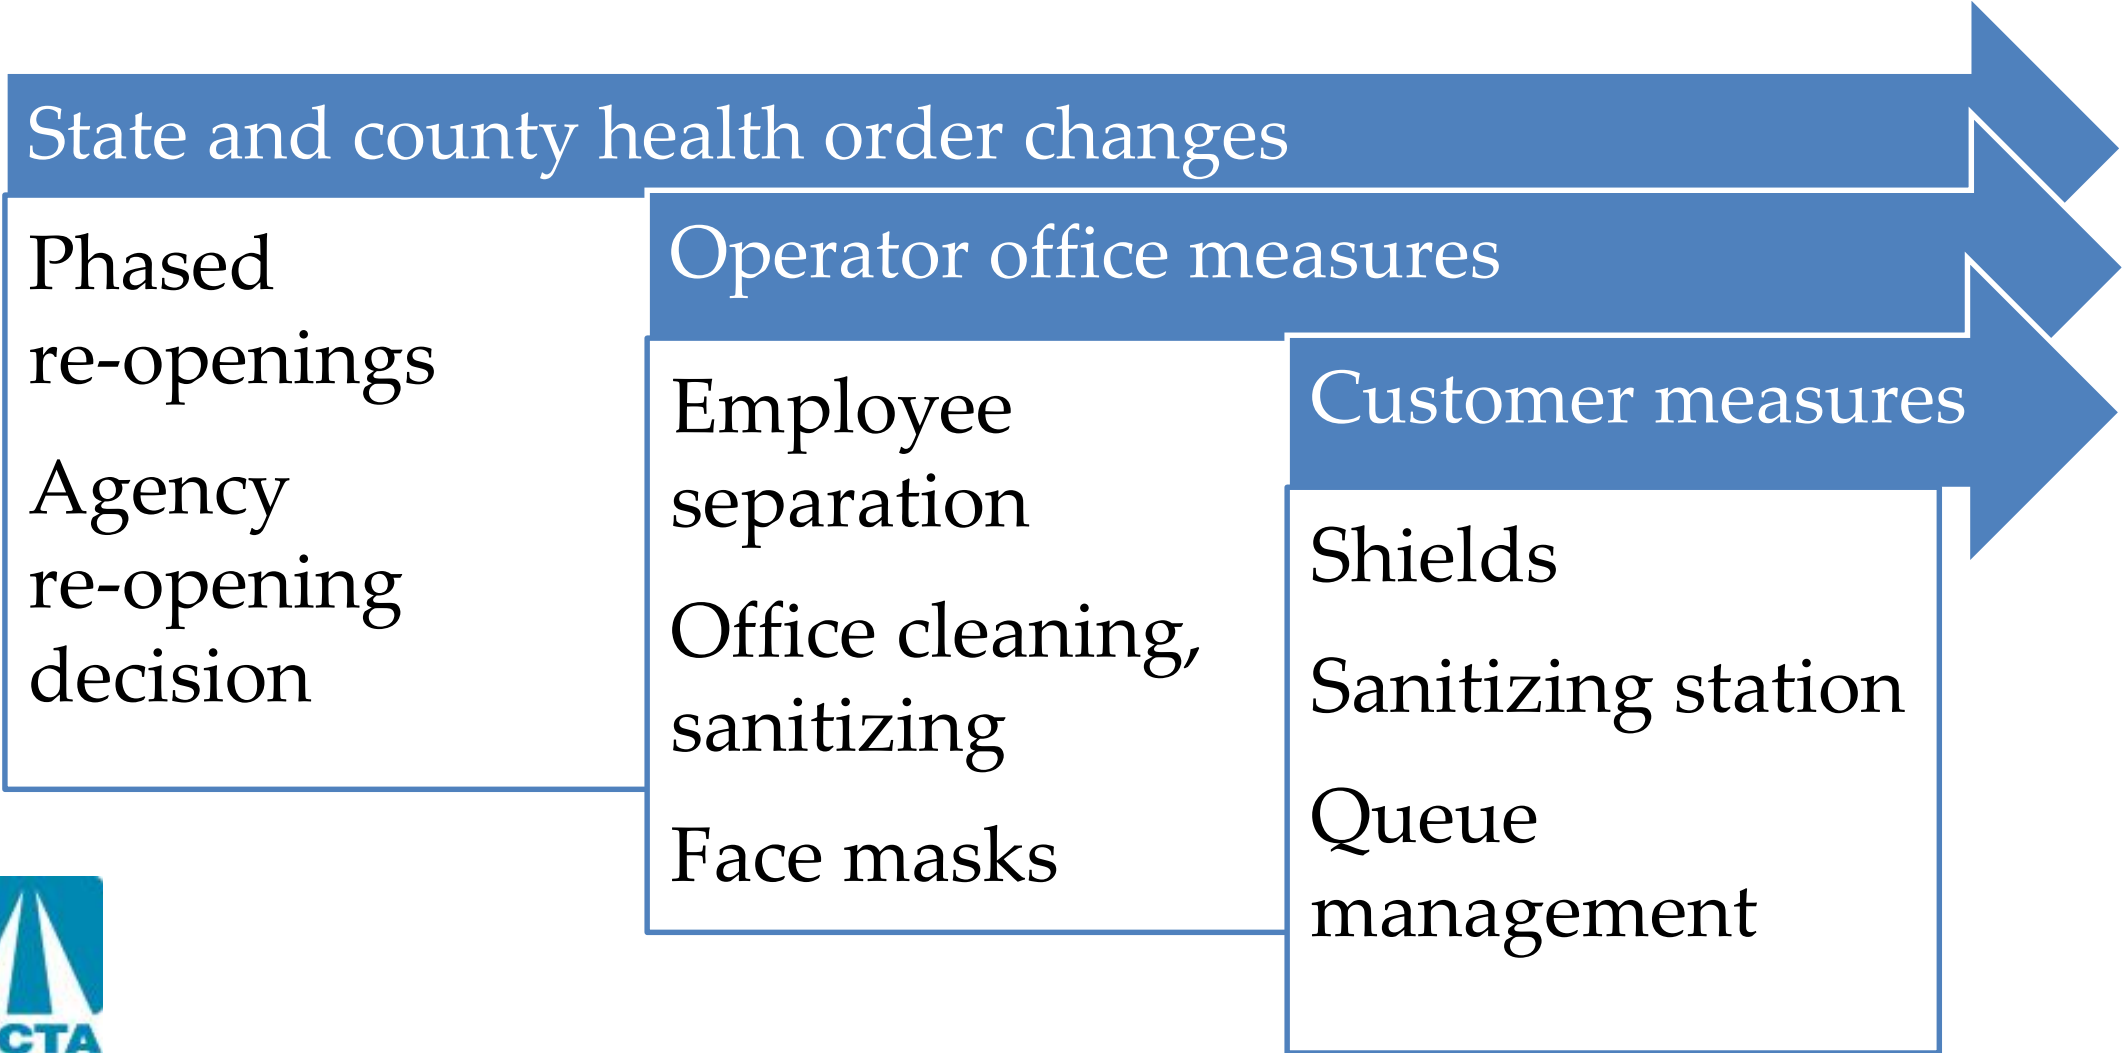 State and county health order changes
Phased
re-openings
Agency
re-opening
decision
Operator office measures
Employee
separation
Office cleaning,
sanitizing
Face masks
Customer measures
Shields
Sanitizing station
Queue
management
CTA